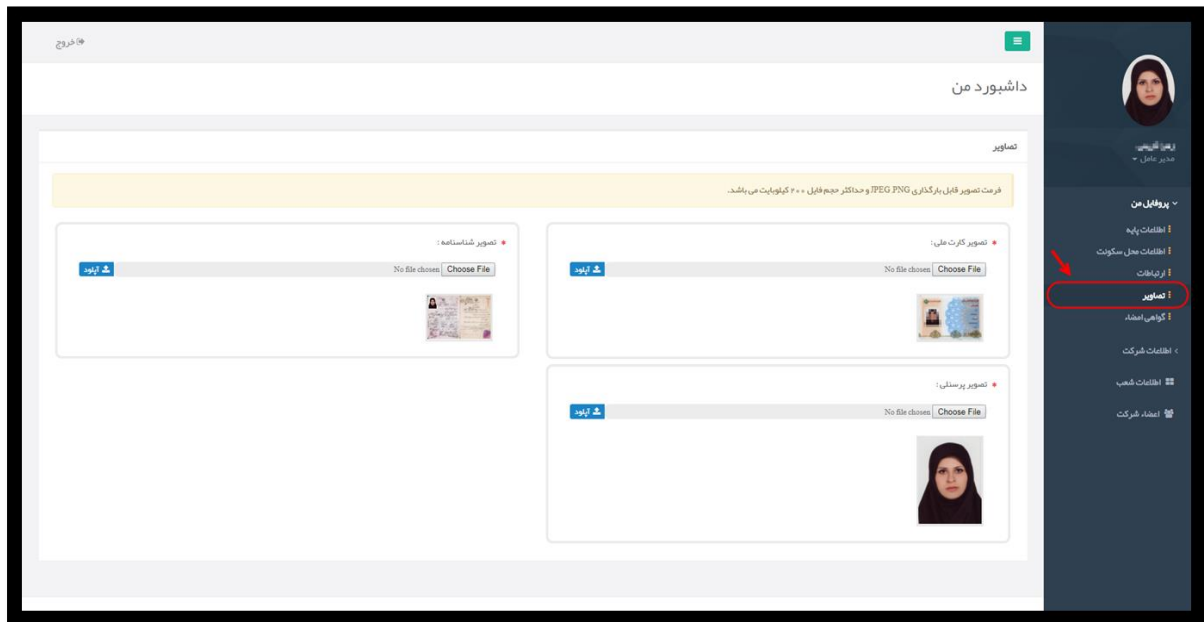 خروج
داشبورد من
تصاویر
فرمت تصویر قابل بارگذاری JPEG ,PNG و حداکثر حجم فایل ۲۰۰ کیلوبایت می باشد.
* تصویر کارت ملی :
Choose File No file chosen
آپلود
* تصویر شناسنامه :
Choose File No file chosen
آپلود
* تصویر پرسنلی :
Choose File No file chosen
آپلود
مدیر عامل
پروفایل من
اطلاعات پایه
اطلاعات محل سکونت
ارتباطات
تصاویر
گواهی امضاء
اطلاعات شرکت
اطلاعات شعب
اعضاء شرکت